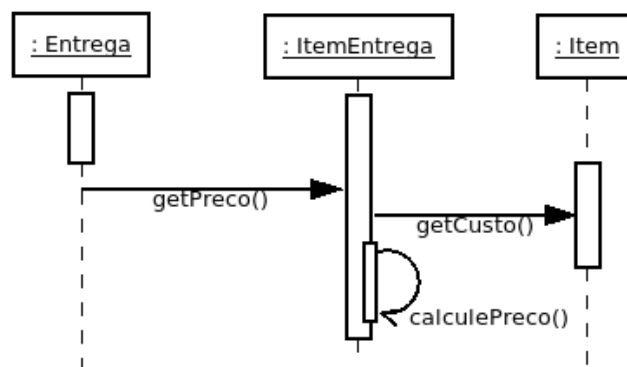 : Entrega
: ItemEntrega
: Item
getPreco()
getCusto()
calculePreco()